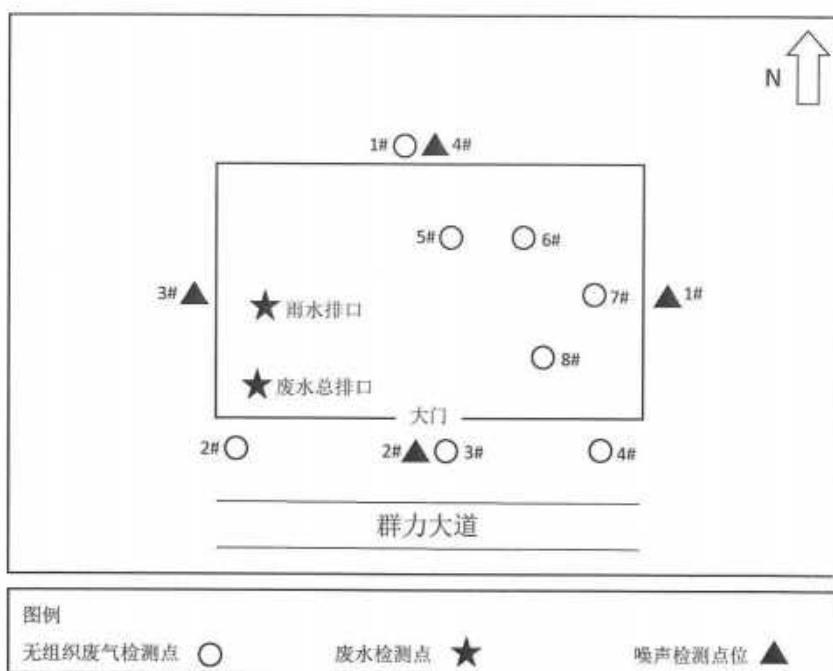 N
1# 4#
5# 6#
3# 7# 1#
雨水排口
8#
废水总排口
大门
2# 2# 3# 4#
群力大道
图例
无组织废气检测点 废水检测点 噪声检测点位